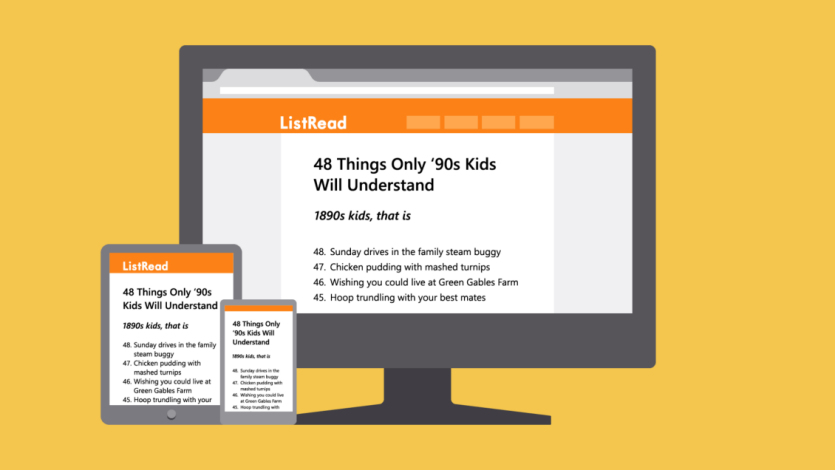 ListRead
48 Things Only ‘90s Kids
Will Understand
1890s kids, that is
48. Sunday drives in the family steam buggy
47. Chicken pudding with mashed turnips
46. Wishing you could live at Green Gables Farm
45. Hoop trundling with your best mates
ListRead
48 Things Only ‘90s
Kids Will Understand
1890s kids, that is
48. Sunday drives in the family
steam buggy
47. Chicken pudding with
mashed turnips
46. Wishing you could live at
Green Gables Farm
45. Hoop trundling with your
48 Things Only
‘90s Kids Will
Understand
1890s kids, that is
48. Sunday drives in the
family steam buggy
47. Chicken pudding with
mashed turnips
46. Wishing you could live
at Green Gables Farm
45. Hoop trundling with